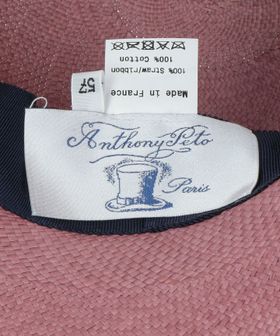 57
Made in France
100% Straw/ribbon
100% Cotton
Anthony Peto
Paris